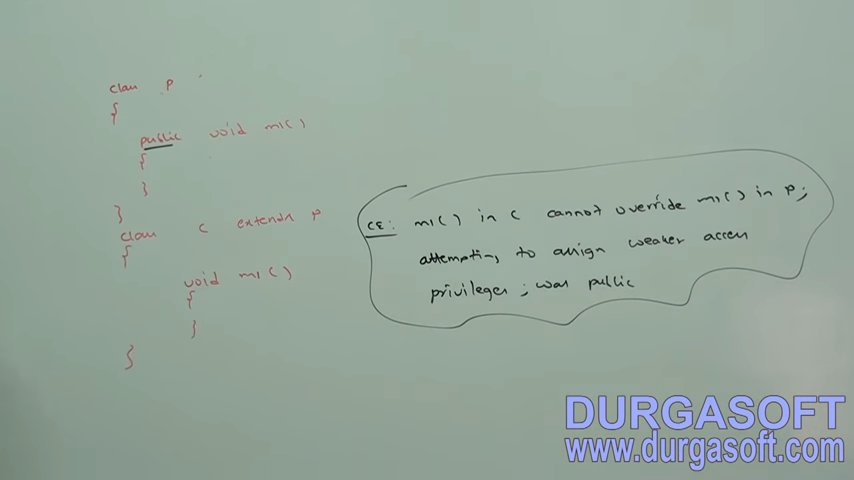 class P
{
public void m1()
{
}
}
class C extends P
{
void m1()
{
}
}
CE: m1() in C cannot override m1() in P;
attempting to assign weaker access
privileges; was public
DURGASOFT
www.durgasoft.com